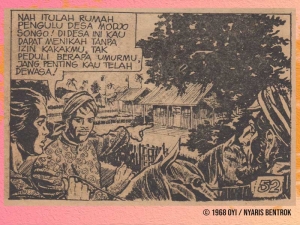 NAH ITULAH RUMAH
PENGULU DESA MODJO
SONGO! DI DESA INI KAU
DAPAT MENIKAH TANPA
IZIN KAKAKMU, TAK
PEDULI BERAPA UMURMU,
JANG PENTING KAU TELAH
DEWASA!
52
© 1968 OYI / NYARIS BENTROK